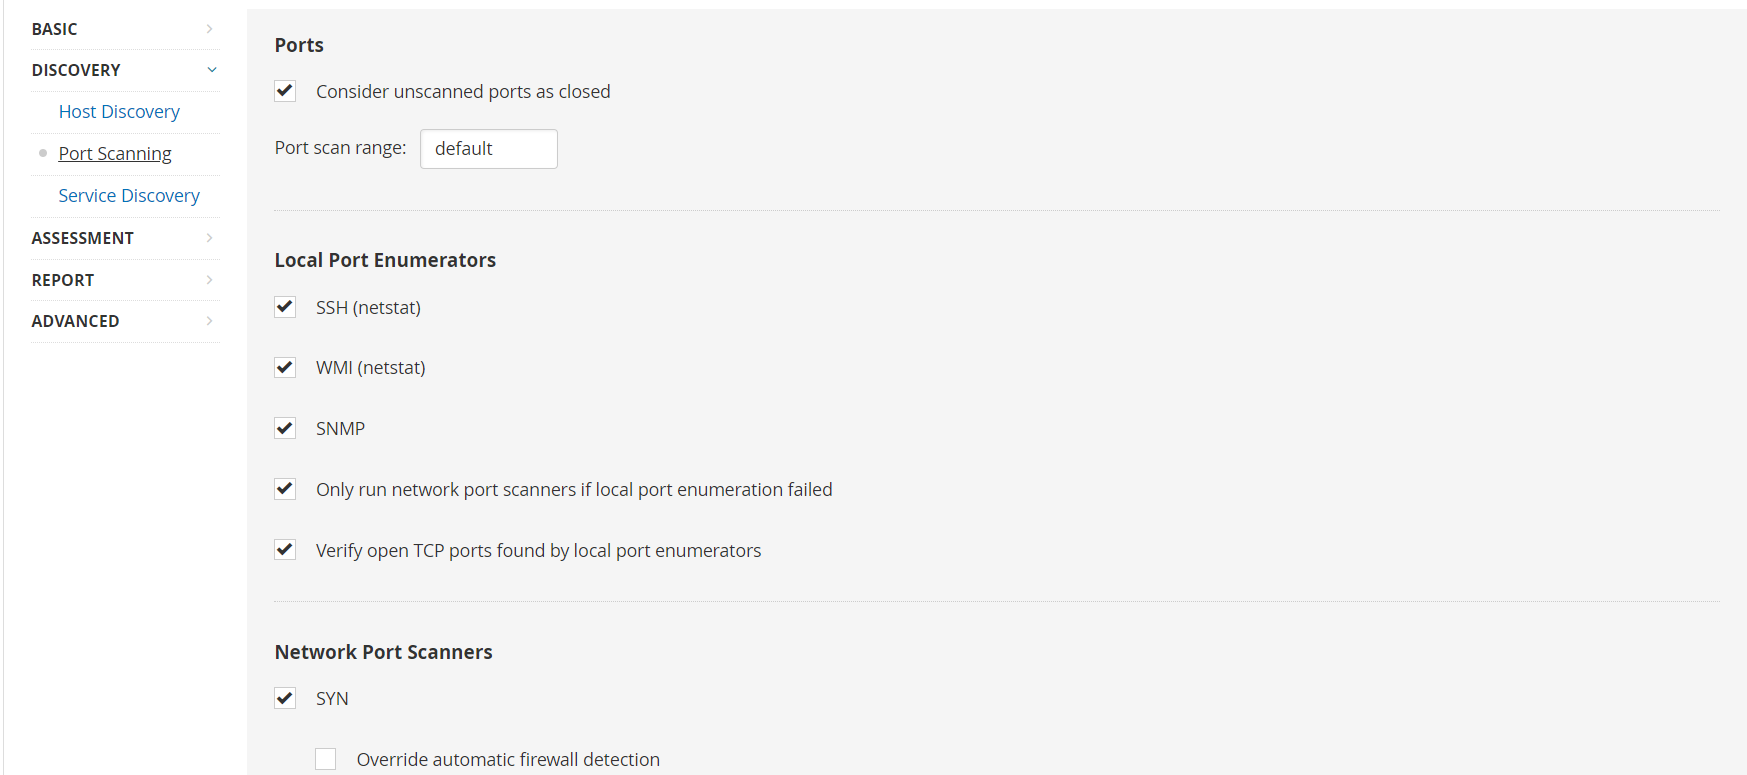 BASIC
DISCOVERY
Host Discovery
Port Scanning
Service Discovery
ASSESSMENT
REPORT
ADVANCED
Ports
Consider unscanned ports as closed
Port scan range: default
Local Port Enumerators
SSH (netstat)
WMI (netstat)
SNMP
Only run network port scanners if local port enumeration failed
Verify open TCP ports found by local port enumerators
Network Port Scanners
SYN
Override automatic firewall detection